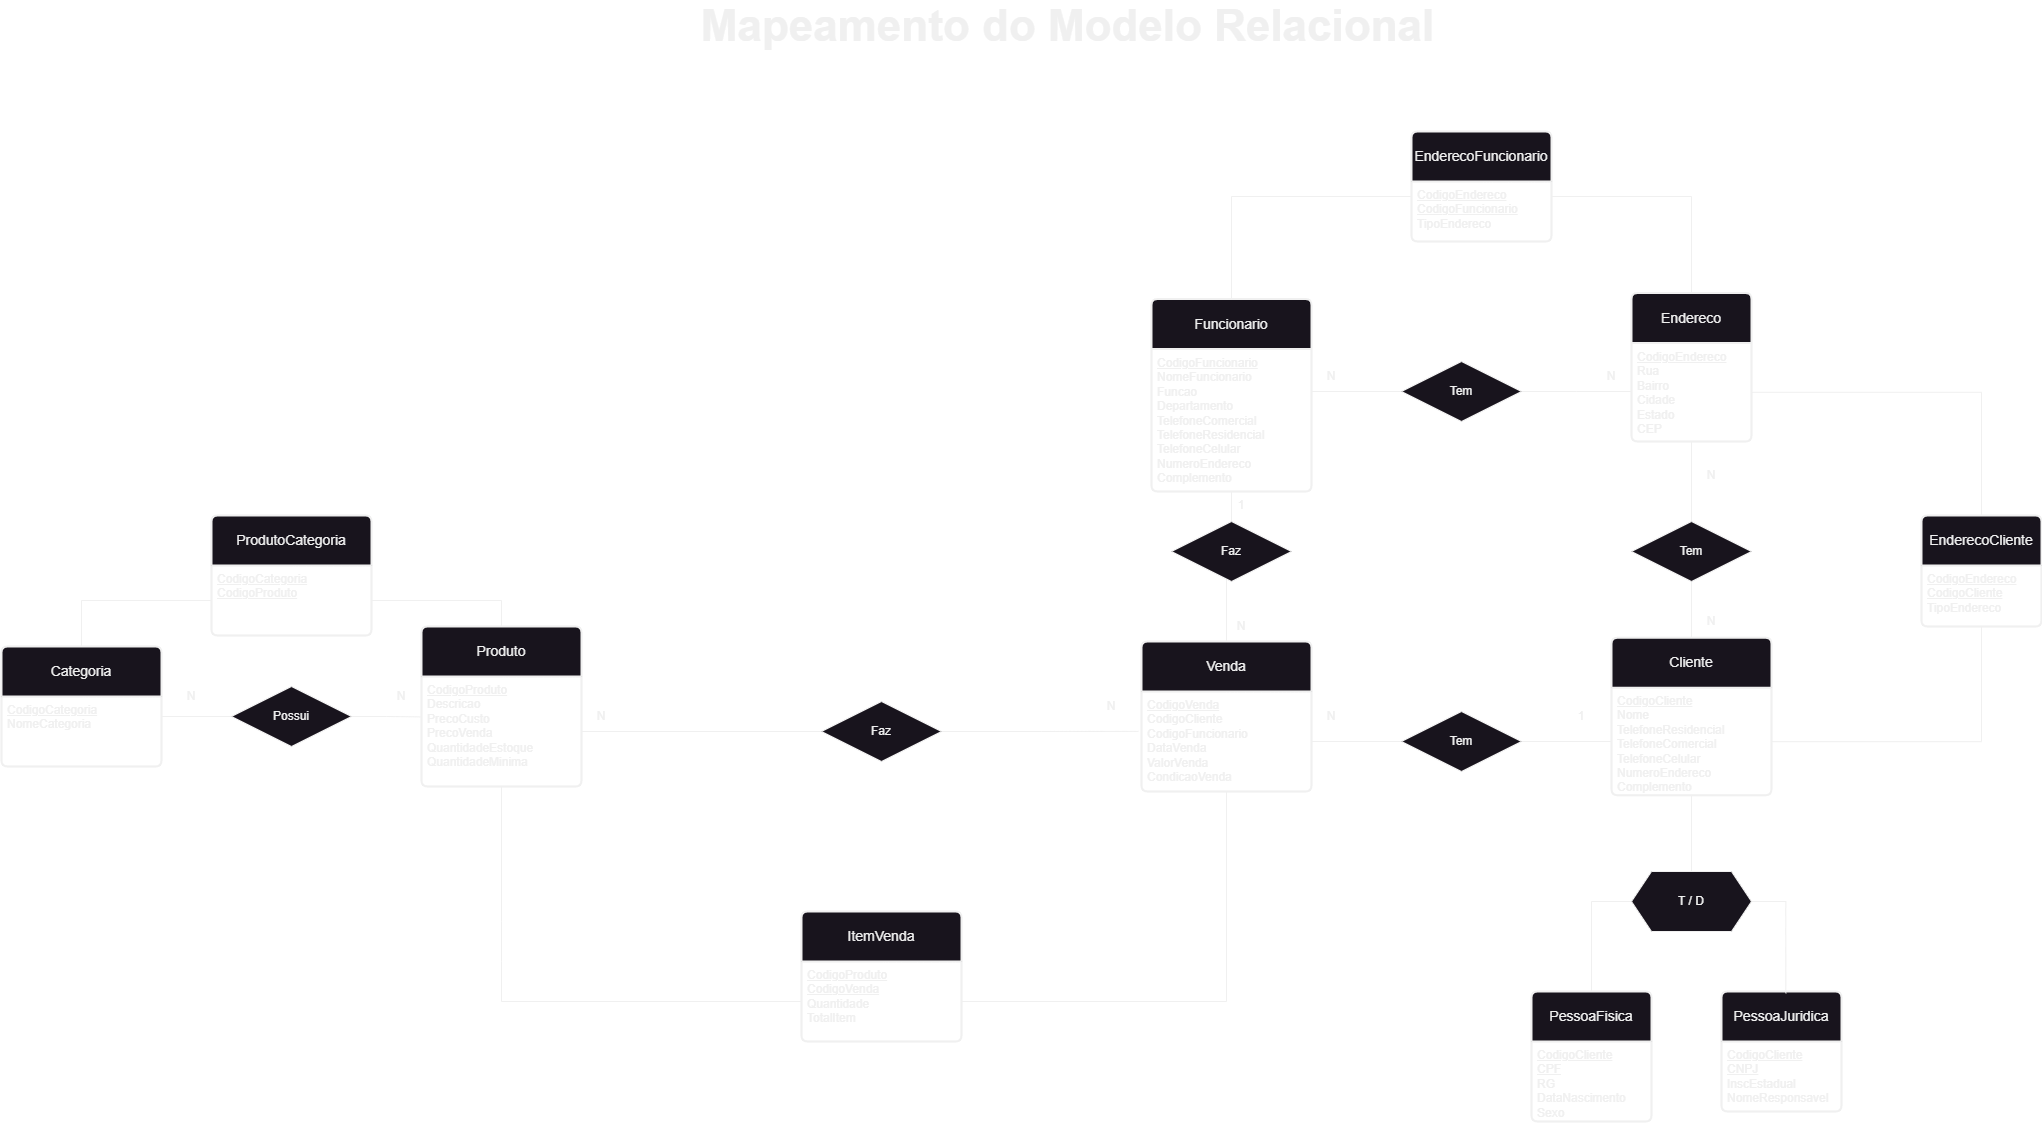 Mapeamento do Modelo Relacional
EnderecoFuncionario
CodigoEndereco
CodigoFuncionario
TipoEndereco
Funcionario
CodigoFuncionario
NomeFuncionario
Funcao
Departamento
TelefoneComercial
TelefoneResidencial
TelefoneCelular
NumeroEndereco
Complemento
N
Tem
N
Endereco
CodigoEndereco
Rua
Bairro
Cidade
Estado
CEP
1
Faz
N
N
Tem
N
EnderecoCliente
CodigoEndereco
CodigoCliente
TipoEndereco
ProdutoCategoria
CodigoCategoria
CodigoProduto
Categoria
CodigoCategoria
NomeCategoria
N
Possui
N
Produto
CodigoProduto
Descricao
PrecoCusto
PrecoVenda
QuantidadeEstoque
QuantidadeMinima
N
Faz
N
Venda
CodigoVenda
CodigoCliente
CodigoFuncionario
DataVenda
ValorVenda
CondicaoVenda
N
Tem
1
Cliente
CodigoCliente
Nome
TelefoneResidencial
TelefoneComercial
TelefoneCelular
NumeroEndereco
Complemento
T / D
ItemVenda
CodigoProduto
CodigoVenda
Quantidade
TotalItem
PessoaFisica
CodigoCliente
CPF
RG
DataNascimento
Sexo
PessoaJuridica
CodigoCliente
CNPJ
InscEstadual
NomeResponsavel